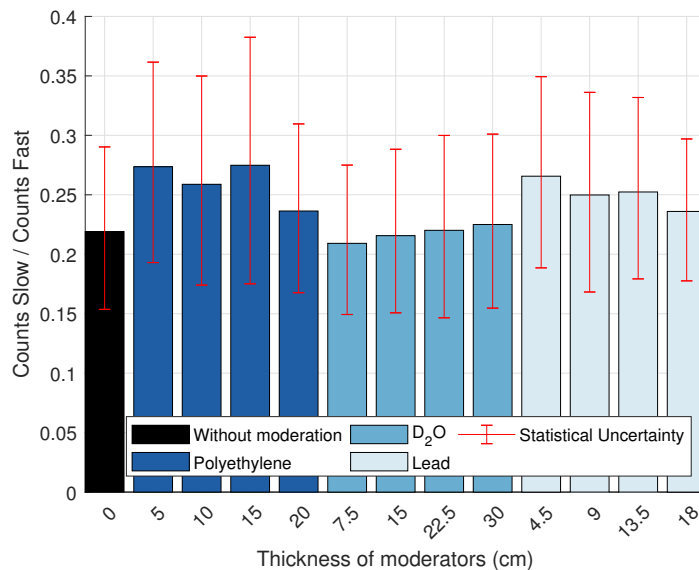 Counts Slow / Counts Fast
0.4
0.35
0.3
0.25
0.2
0.15
0.1
0.05
0
Without moderation
Polyethylene
D₂O
Lead
Statistical Uncertainty
0 5 10 15 20 7.5 15 22.5 30 4.5 9 13.5 18
Thickness of moderators (cm)